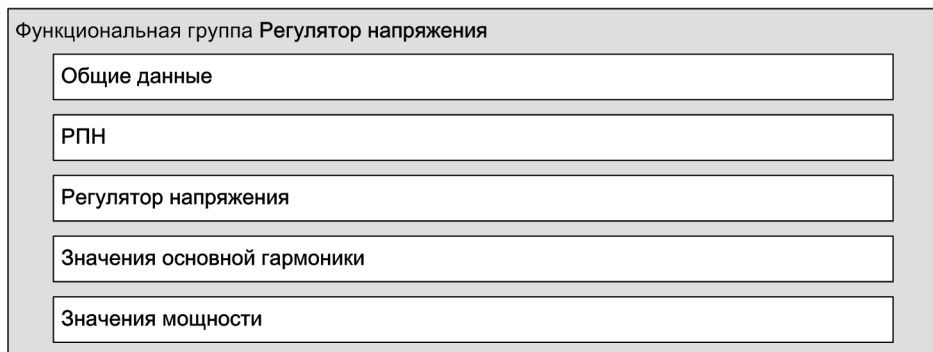 Функциональная группа Регулятор напряжения
Общие данные
РПН
Регулятор напряжения
Значения основной гармоники
Значения мощности